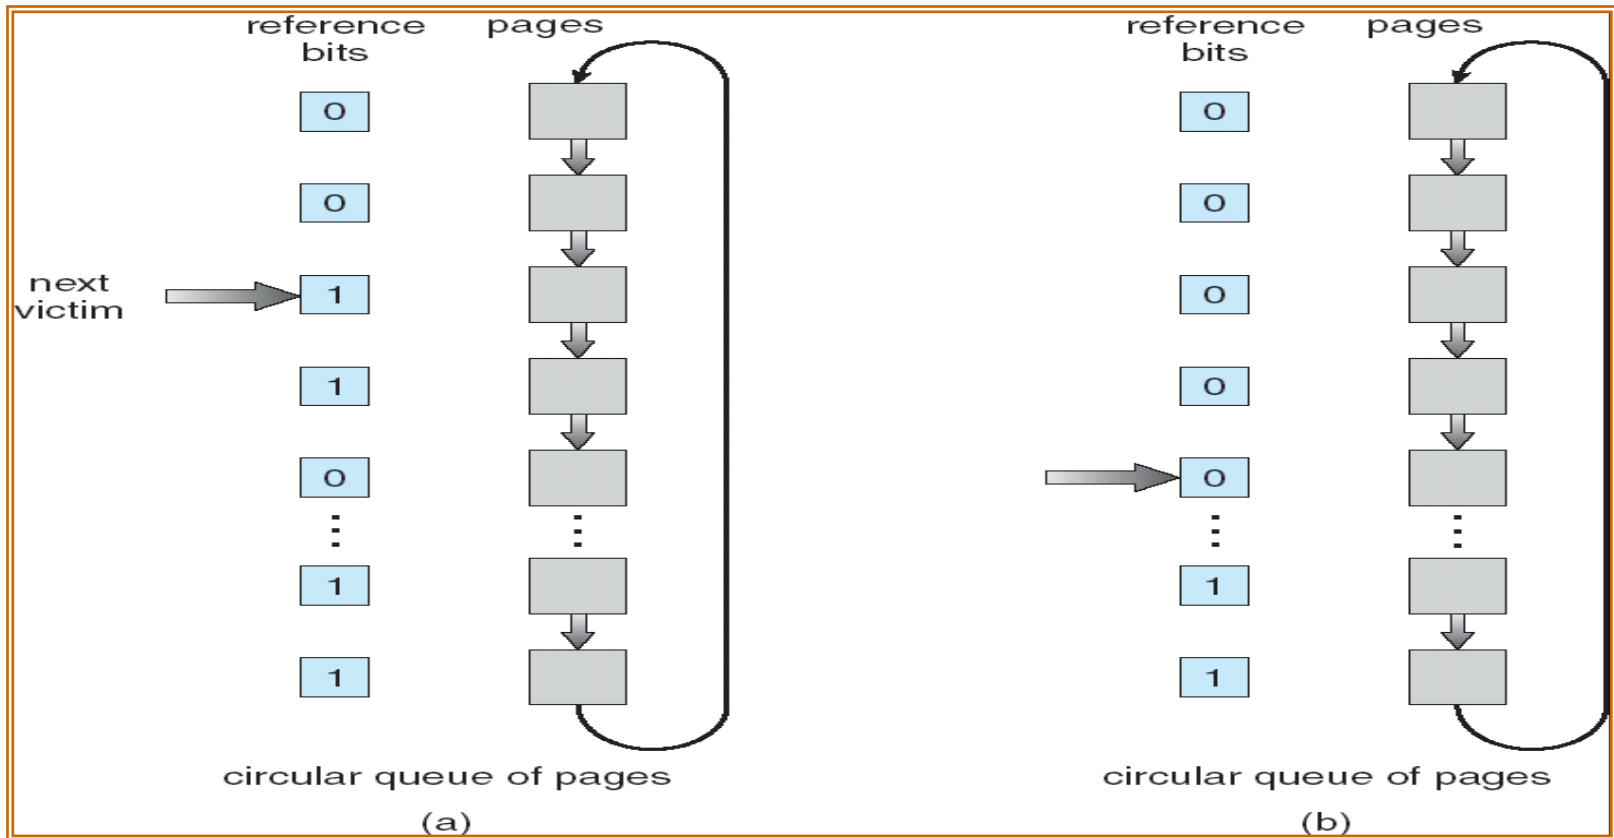 reference bits
pages
0
0
next victim
1
1
0
1
1
circular queue of pages
(a)
reference bits
pages
0
0
0
0
0
1
1
circular queue of pages
(b)